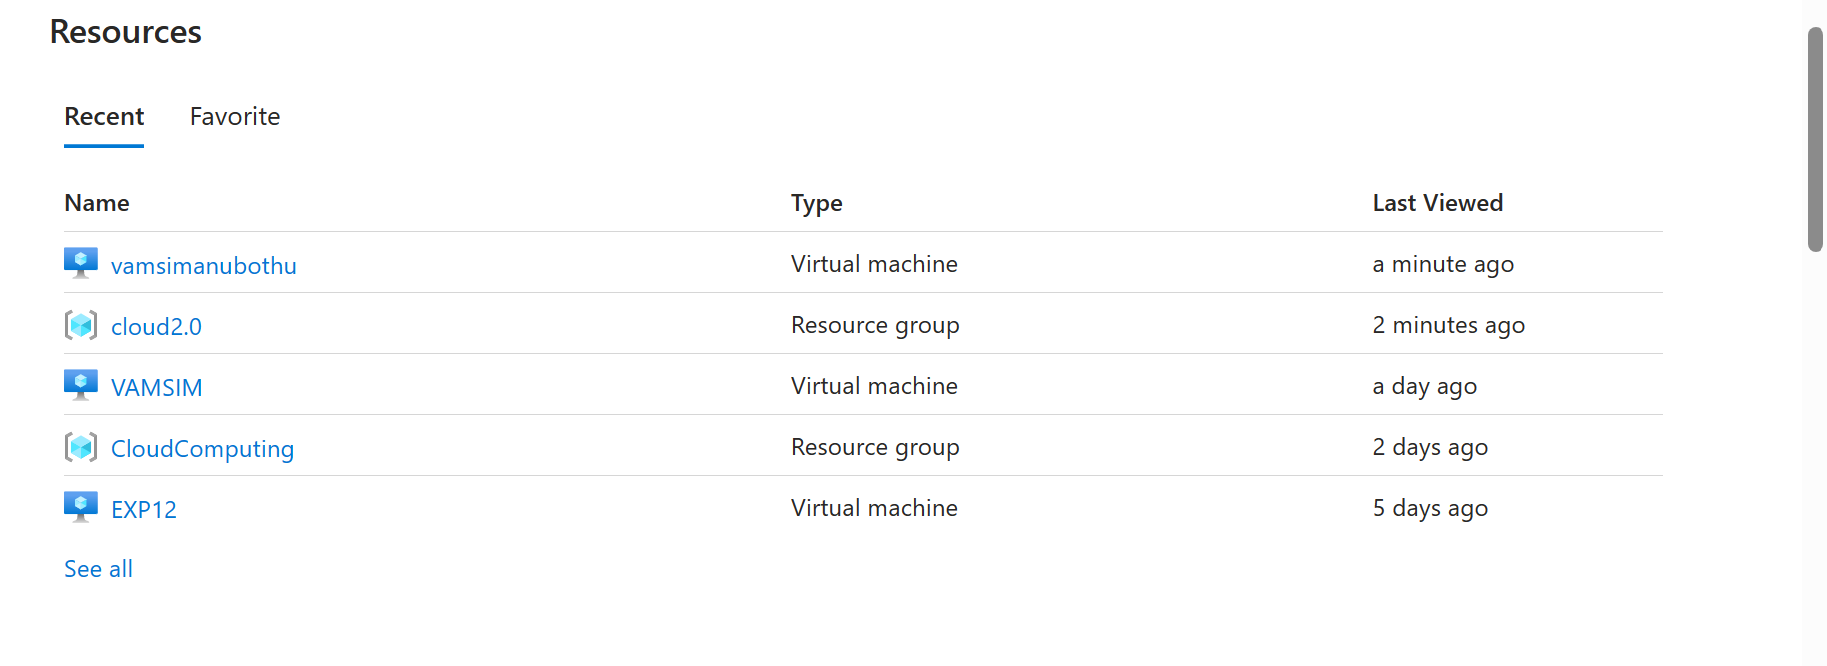 Resources
Recent Favorite
Name Type Last Viewed
vamsimanubothu Virtual machine a minute ago
cloud2.0 Resource group 2 minutes ago
VAMSIM Virtual machine a day ago
CloudComputing Resource group 2 days ago
EXP12 Virtual machine 5 days ago
See all